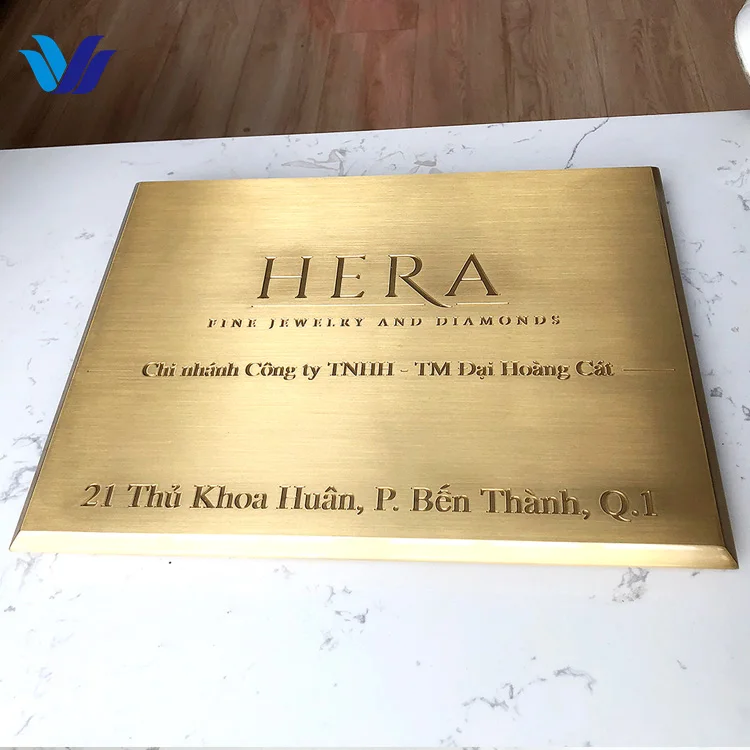 HERA
FINE JEWELRY AND DIAMONDS
Chi nhánh Công ty TNHH - TM Đại Hoàng Cát
21 Thủ Khoa Huân, P. Bến Thành, Q.1